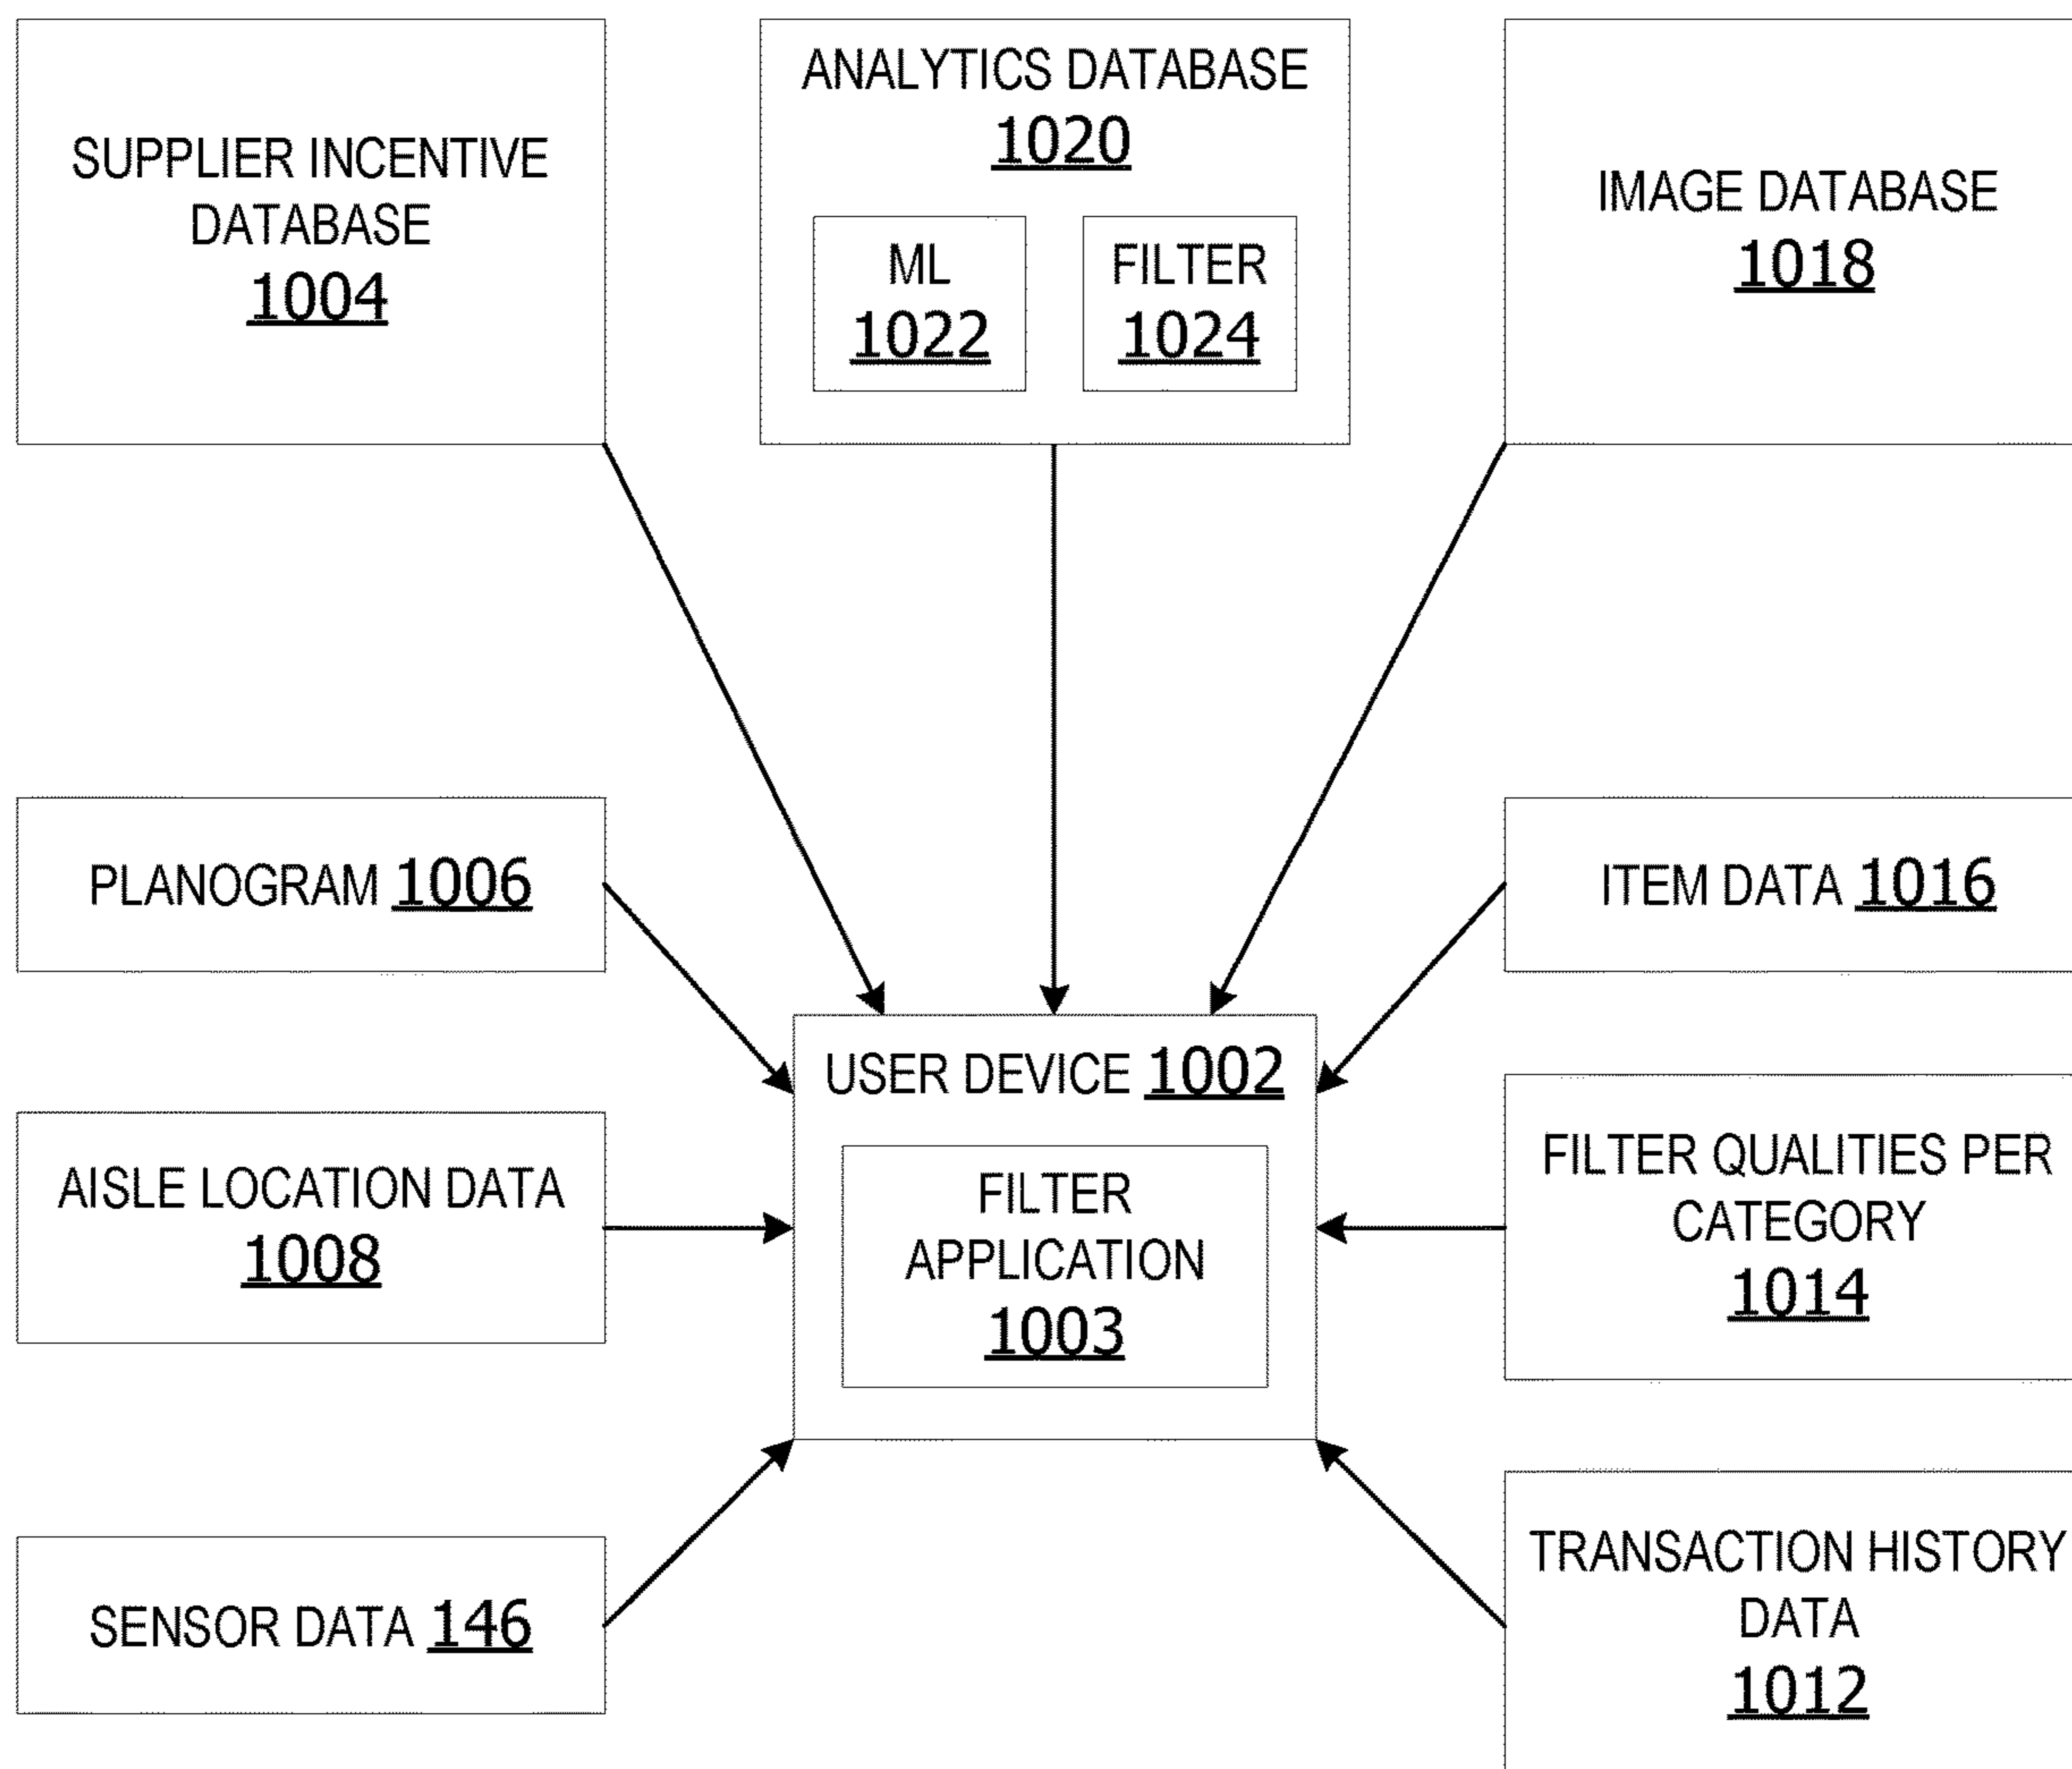 SUPPLIER INCENTIVE
DATABASE
1004
ANALYTICS DATABASE
1020
ML
1022
FILTER
1024
IMAGE DATABASE
1018
PLANOGRAM 1006
ITEM DATA 1016
USER DEVICE 1002
FILTER
APPLICATION
1003
AISLE LOCATION DATA
1008
FILTER QUALITIES PER
CATEGORY
1014
SENSOR DATA 146
TRANSACTION HISTORY
DATA
1012